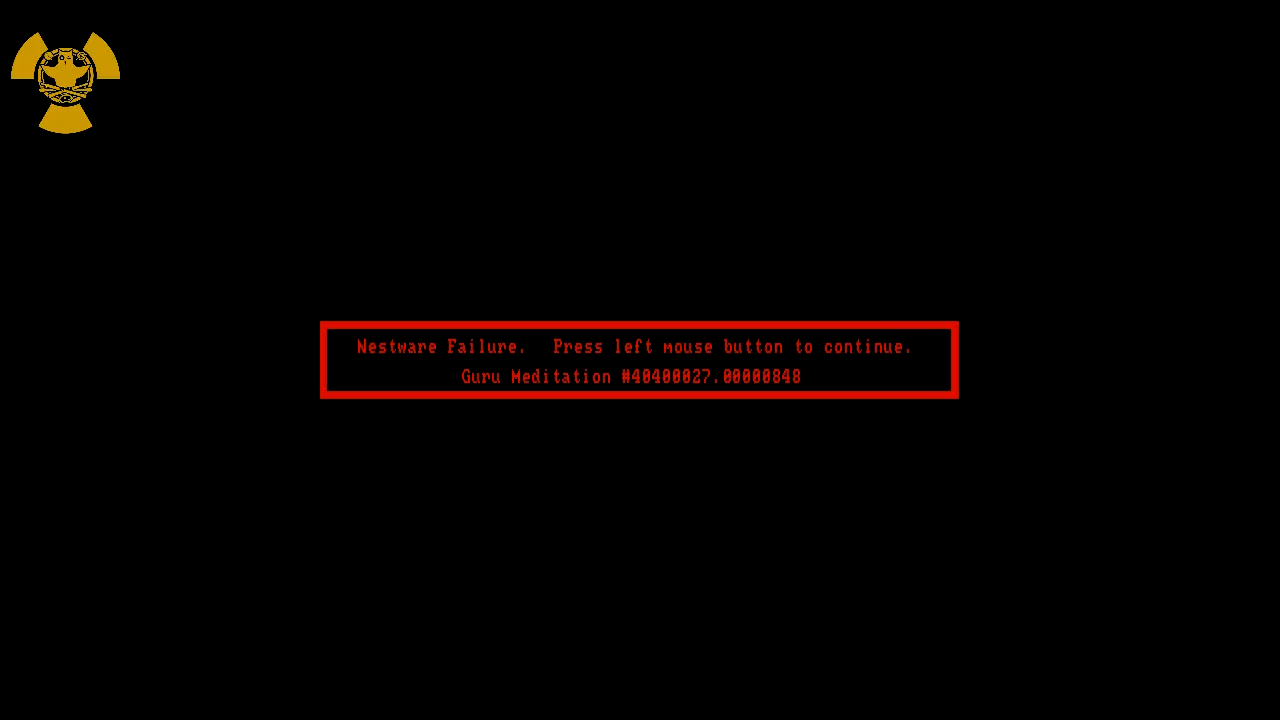 Nestware Failure.  Press left mouse button to continue.
Guru Meditation #40400027.00000848